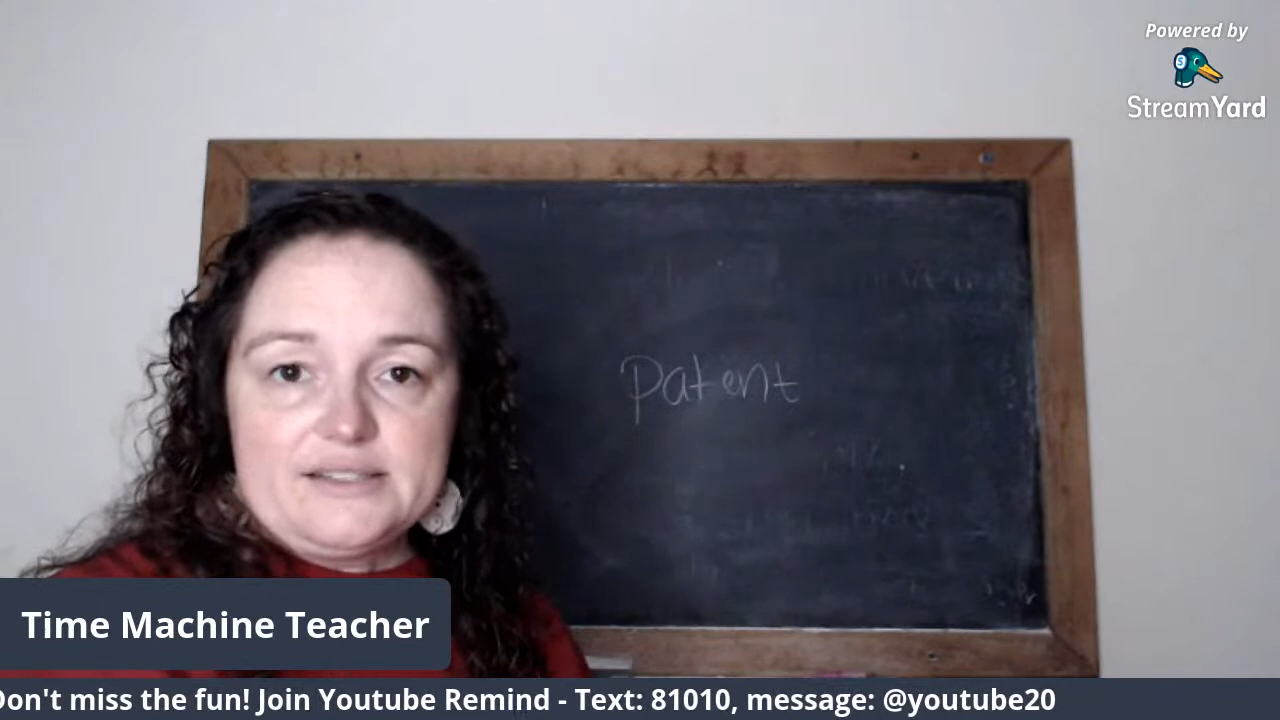 Powered by
StreamYard
Patent
Time Machine Teacher
Don't miss the fun! Join Youtube Remind - Text: 81010, message: @youtube20